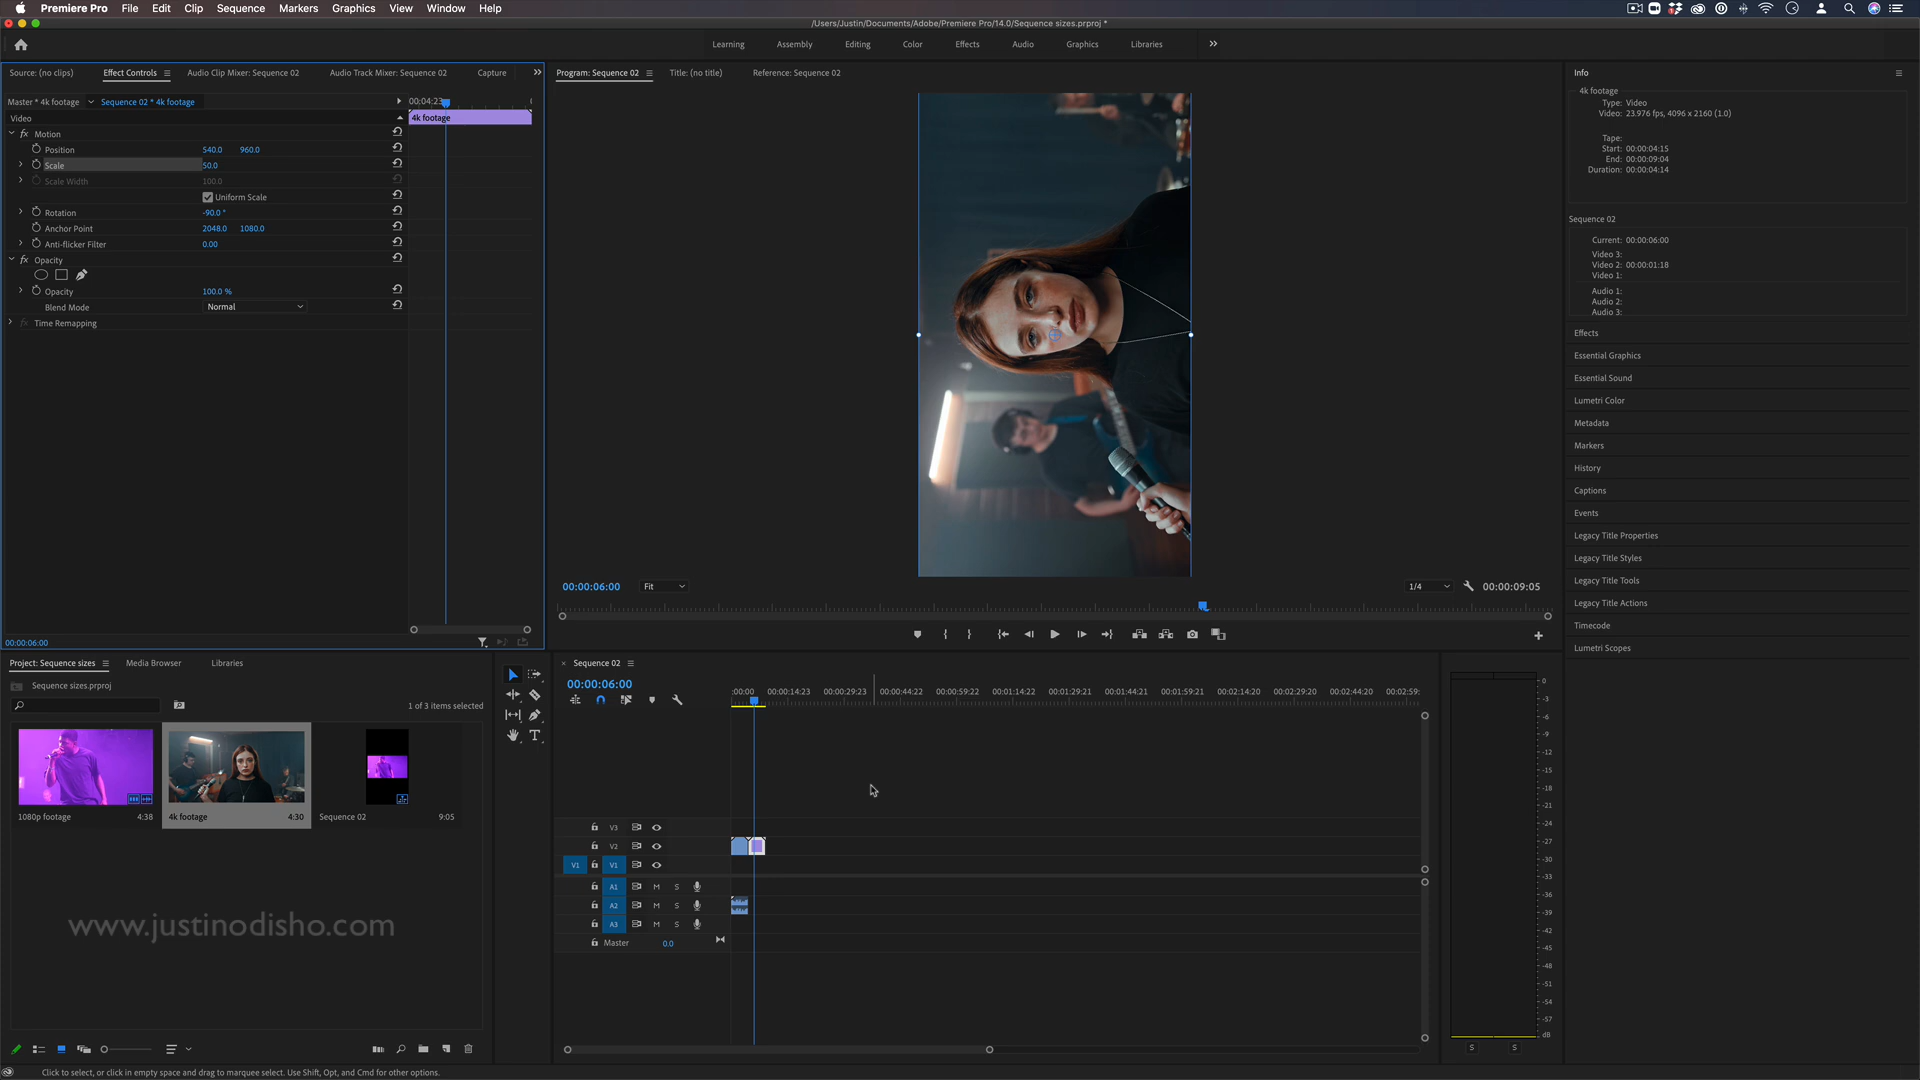 Premiere Pro File Edit Clip Sequence Markers Graphics View Window Help
/Users/Justin/Documents/Adobe/Premiere Pro/14.0/Sequence sizes.prproj *
Learning Assembly Editing Color Effects Audio Graphics Libraries
Source: (no clips) Effect Controls Audio Clip Mixer: Sequence 02 Audio Track Mixer: Sequence 02 Capture
Master * 4k footage Sequence 02 * 4k footage 00:04:23
Video 4k footage
fx Motion
Position 540.0 960.0
Scale 50.0
Scale Width 100.0
Uniform Scale
Rotation -90.0 °
Anchor Point 2048.0 1080.0
Anti-flicker Filter 0.00
fx Opacity
Opacity 100.0 %
Blend Mode Normal
fx Time Remapping
00:00:06:00
Program: Sequence 02 Title: (no title) Reference: Sequence 02
00:00:06:00 Fit 1/4 00:00:09:05
Info
4k footage
Type: Video
Video: 23.976 fps, 4096 x 2160 (1.0)
Tape:
Start: 00:00:04:15
End: 00:00:09:04
Duration: 00:00:04:14
Sequence 02
Current: 00:00:06:00
Video 3:
Video 2: 00:00:01:18
Video 1:
Audio 1:
Audio 2:
Audio 3:
Effects
Essential Graphics
Essential Sound
Lumetri Color
Metadata
Markers
History
Captions
Events
Legacy Title Properties
Legacy Title Styles
Legacy Title Tools
Legacy Title Actions
Timecode
Lumetri Scopes
Project: Sequence sizes Media Browser Libraries
Sequence sizes.prproj
1 of 3 items selected
1080p footage 4:38 4k footage 4:30 Sequence 02 9:05
www.justinodisho.com
Sequence 02
00:00:06:00
:00:00 00:00:14:23 00:00:29:23 00:00:44:22 00:00:59:22 00:01:14:22 00:01:29:21 00:01:44:21 00:01:59:21 00:02:14:20 00:02:29:20 00:02:44:20 00:02:59:
V3
V2
V1 V1
A1 M S
A2 M S
A3 M S
Master 0.0
0
-3
-6
-9
-12
-15
-18
-21
-24
-27
-30
-33
-36
-39
-42
-45
-48
-51
-54
-57
dB
S S
Click to select, or click in empty space and drag to marquee select. Use Shift, Opt, and Cmd for other options.